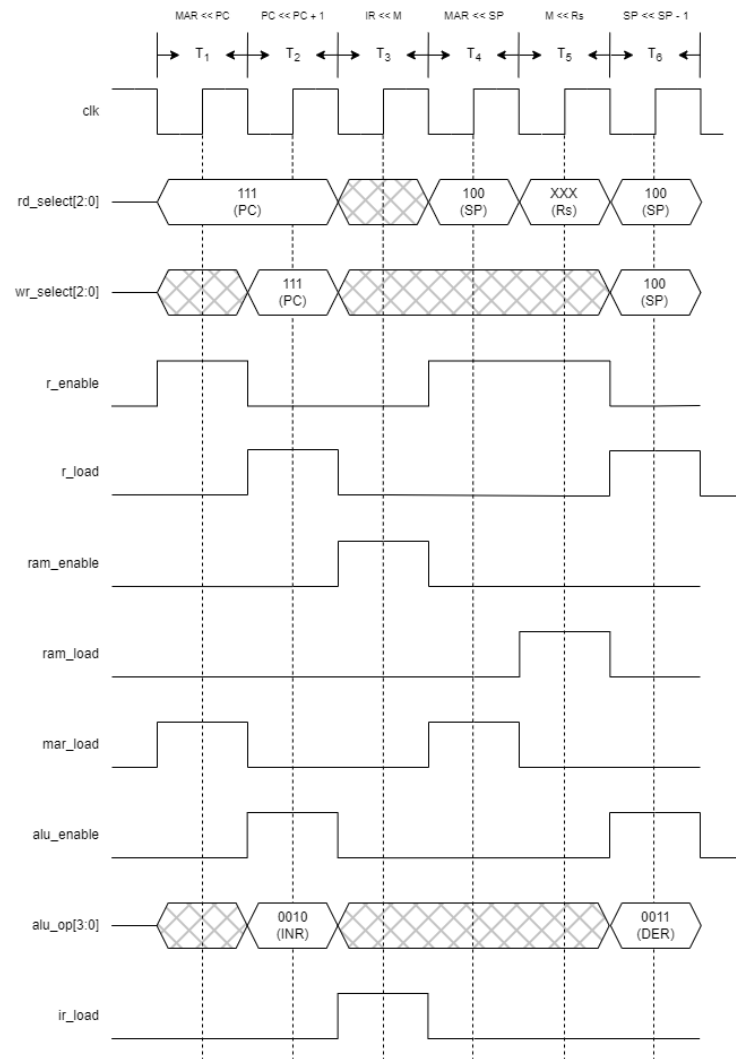 MAR << PC PC << PC + 1 IR << M MAR << SP M << Rs SP << SP - 1
T1 T2 T3 T4 T5 T6
clk
rd_select[2:0] 111 (PC) 100 (SP) XXX (Rs) 100 (SP)
wr_select[2:0] 111 (PC) 100 (SP)
r_enable
r_load
ram_enable
ram_load
mar_load
alu_enable
alu_op[3:0] 0010 (INR) 0011 (DER)
ir_load